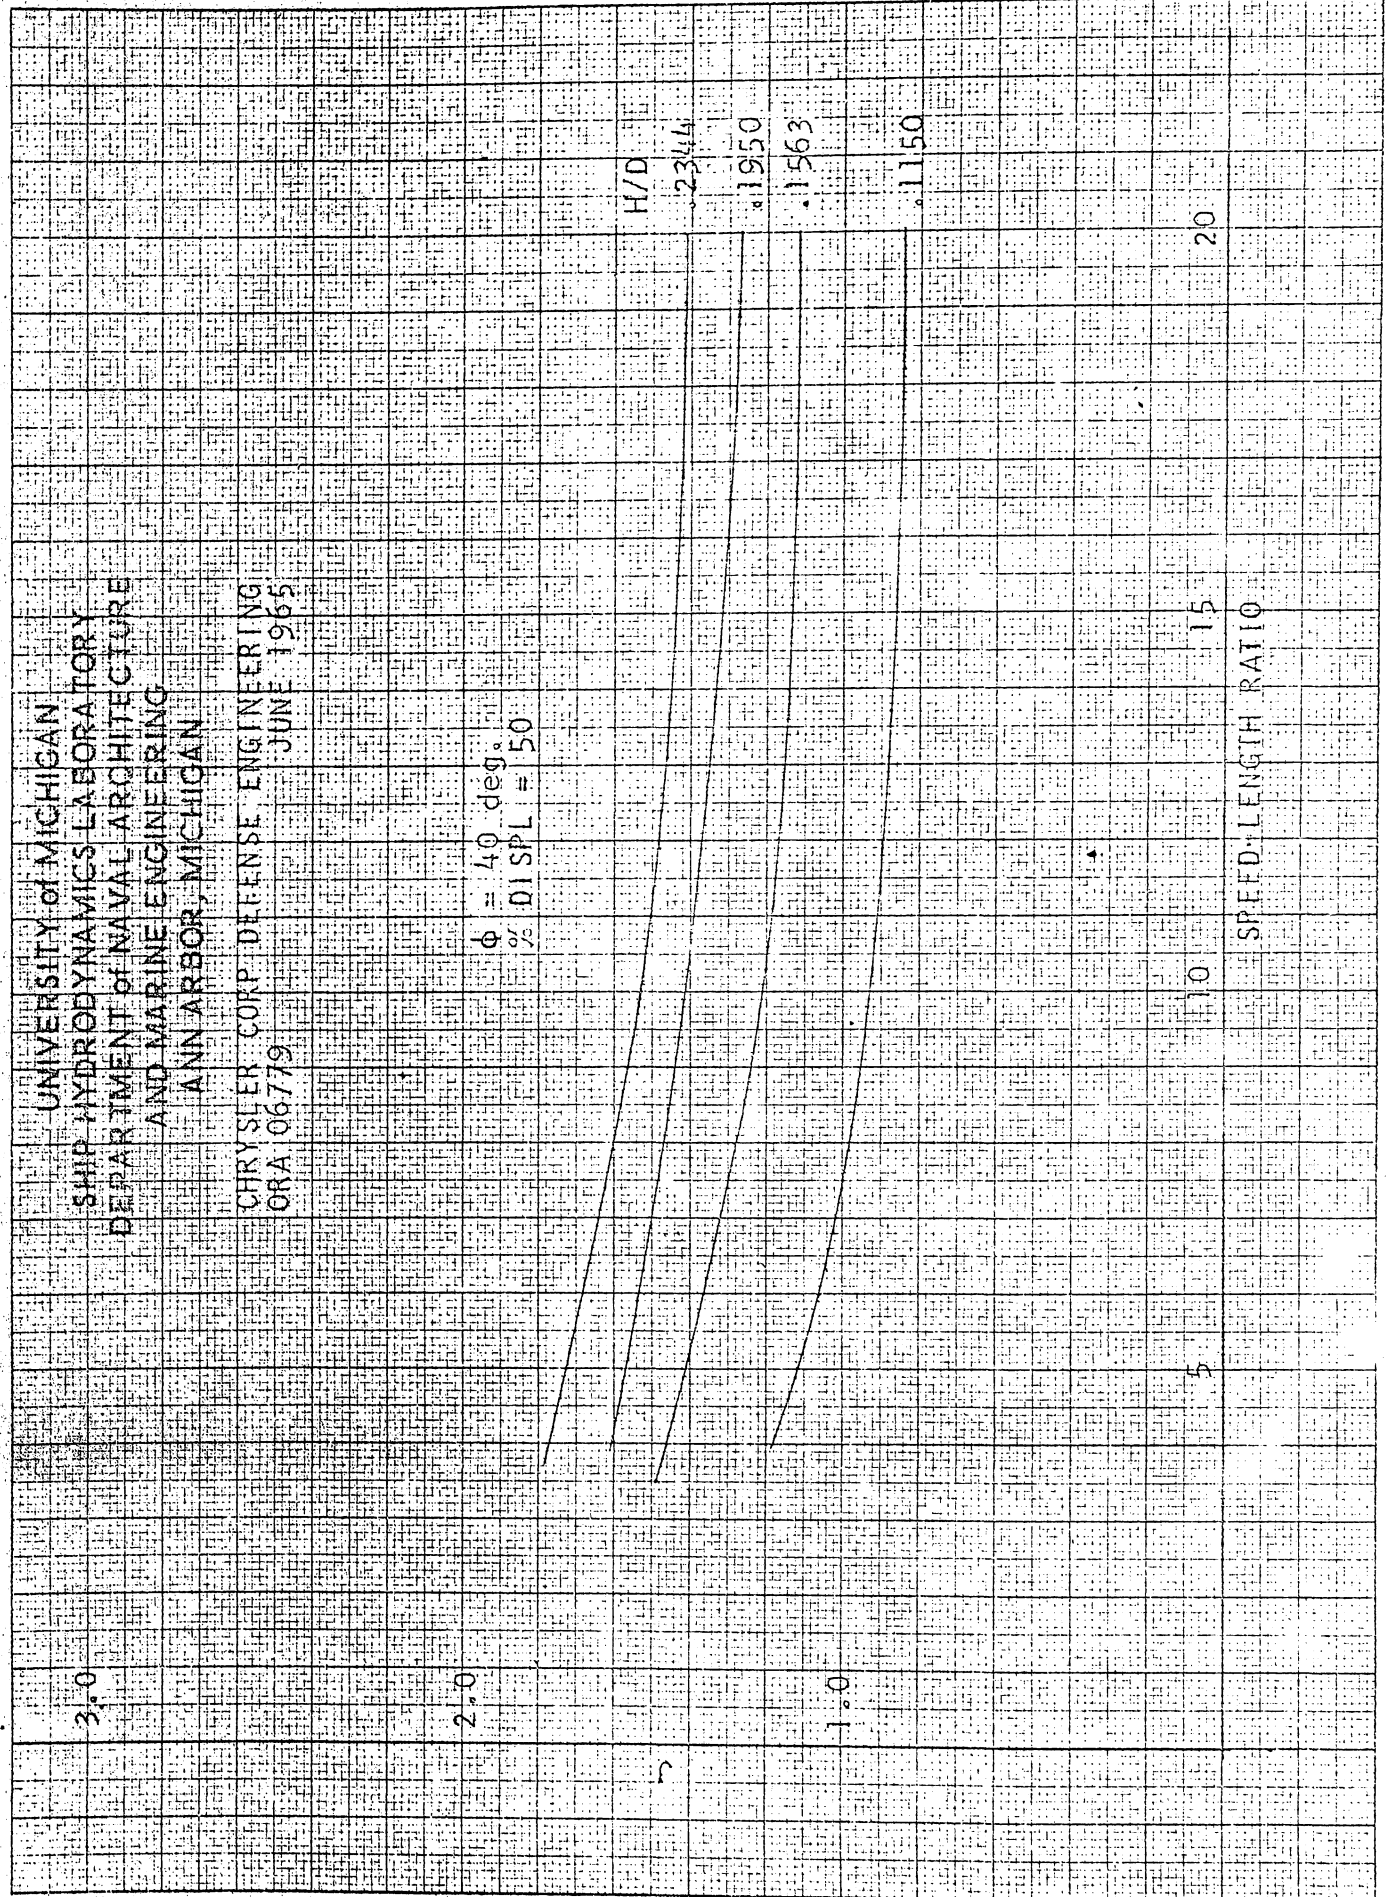 UNIVERSITY of MICHIGAN
SHIP HYDRODYNAMICS LABORATORY
DEPARTMENT of NAVAL ARCHITECTURE
AND MARINE ENGINEERING
ANN ARBOR, MICHIGAN
CHRYSLER CORP DEFENSE ENGINEERING
ORA 06779 JUNE 1965
3.0
Φ = 40 deg.
% DISPL = 50
2.0
H/D
.2344
.1950
.1563
.1150
1.0
5 10 15 20
SPEED-LENGTH RATIO